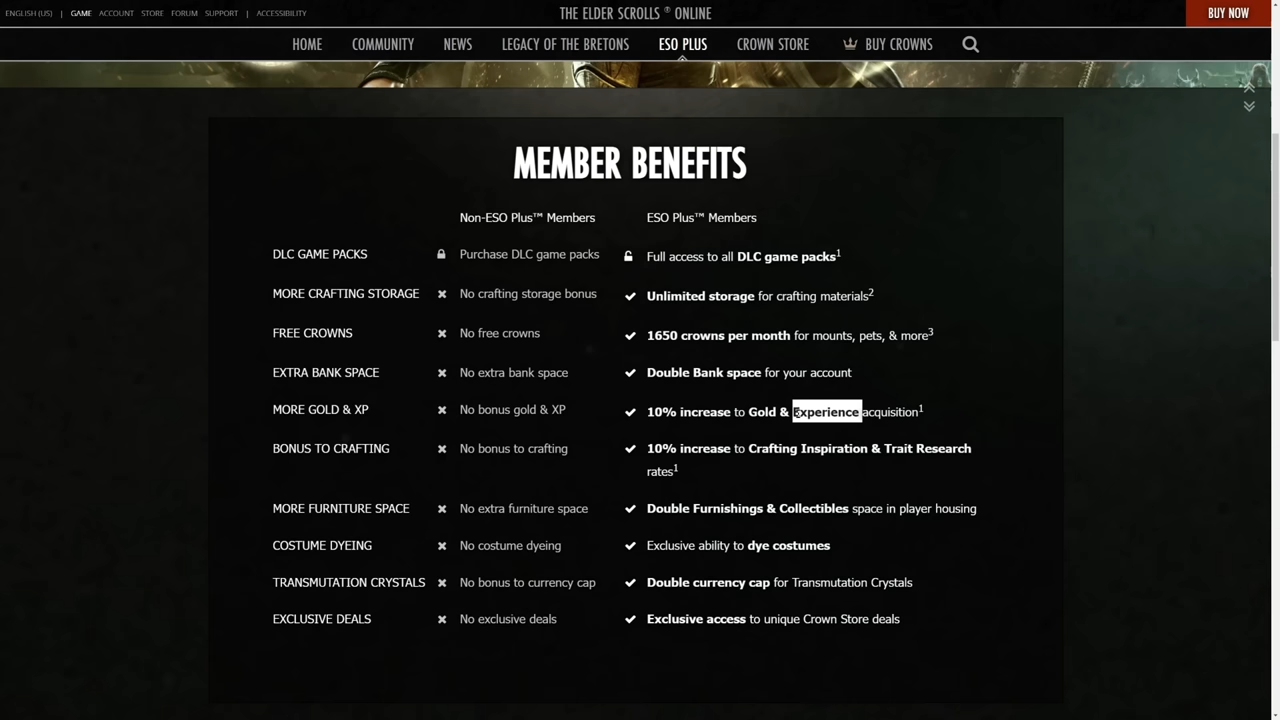 ENGLISH (US) | GAME ACCOUNT STORE FORUM SUPPORT | ACCESSIBILITY
THE ELDER SCROLLS ® ONLINE
BUY NOW
HOME COMMUNITY NEWS LEGACY OF THE BRETONS ESO PLUS CROWN STORE BUY CROWNS
MEMBER BENEFITS
Non-ESO Plus™ Members ESO Plus™ Members
DLC GAME PACKS Purchase DLC game packs Full access to all DLC game packs1
MORE CRAFTING STORAGE No crafting storage bonus Unlimited storage for crafting materials2
FREE CROWNS No free crowns 1650 crowns per month for mounts, pets, & more3
EXTRA BANK SPACE No extra bank space Double Bank space for your account
MORE GOLD & XP No bonus gold & XP 10% increase to Gold & Experience acquisition1
BONUS TO CRAFTING No bonus to crafting 10% increase to Crafting Inspiration & Trait Research
rates1
MORE FURNITURE SPACE No extra furniture space Double Furnishings & Collectibles space in player housing
COSTUME DYEING No costume dyeing Exclusive ability to dye costumes
TRANSMUTATION CRYSTALS No bonus to currency cap Double currency cap for Transmutation Crystals
EXCLUSIVE DEALS No exclusive deals Exclusive access to unique Crown Store deals